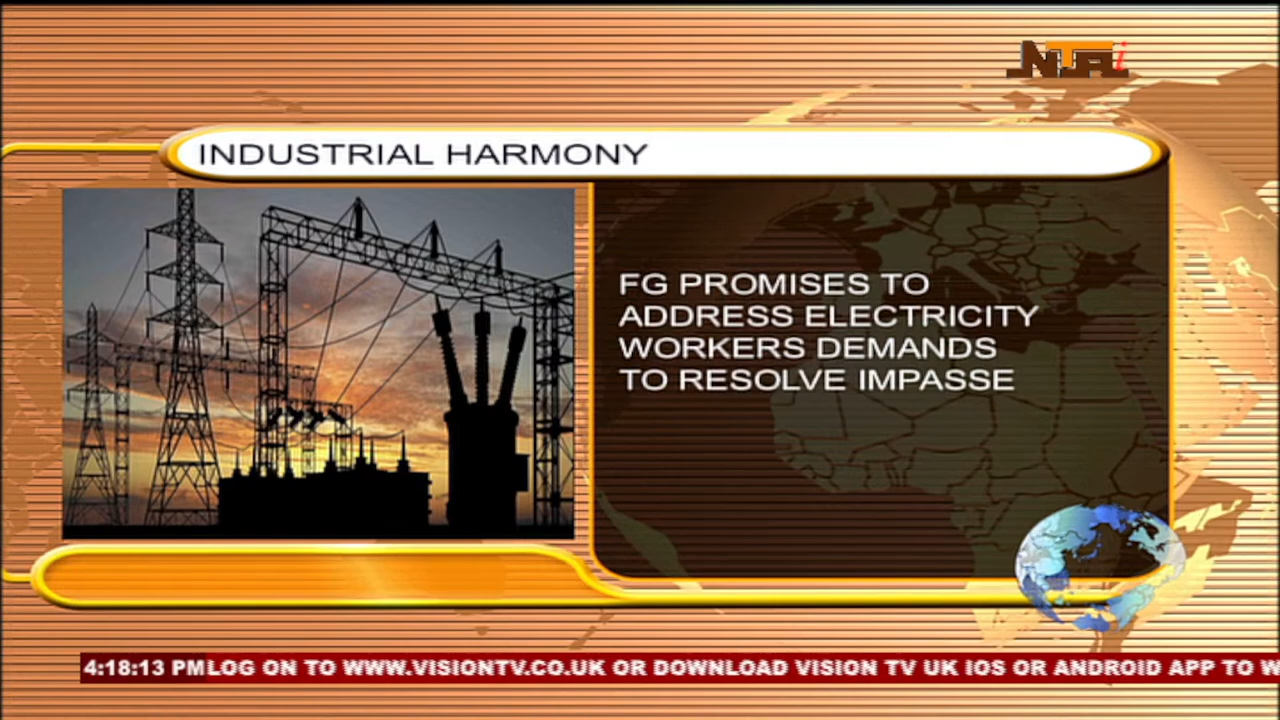 NTAi
INDUSTRIAL HARMONY
FG PROMISES TO
ADDRESS ELECTRICITY
WORKERS DEMANDS
TO RESOLVE IMPASSE
4:18:13 PM LOG ON TO WWW.VISIONTV.CO.UK OR DOWNLOAD VISION TV UK IOS OR ANDROID APP TO